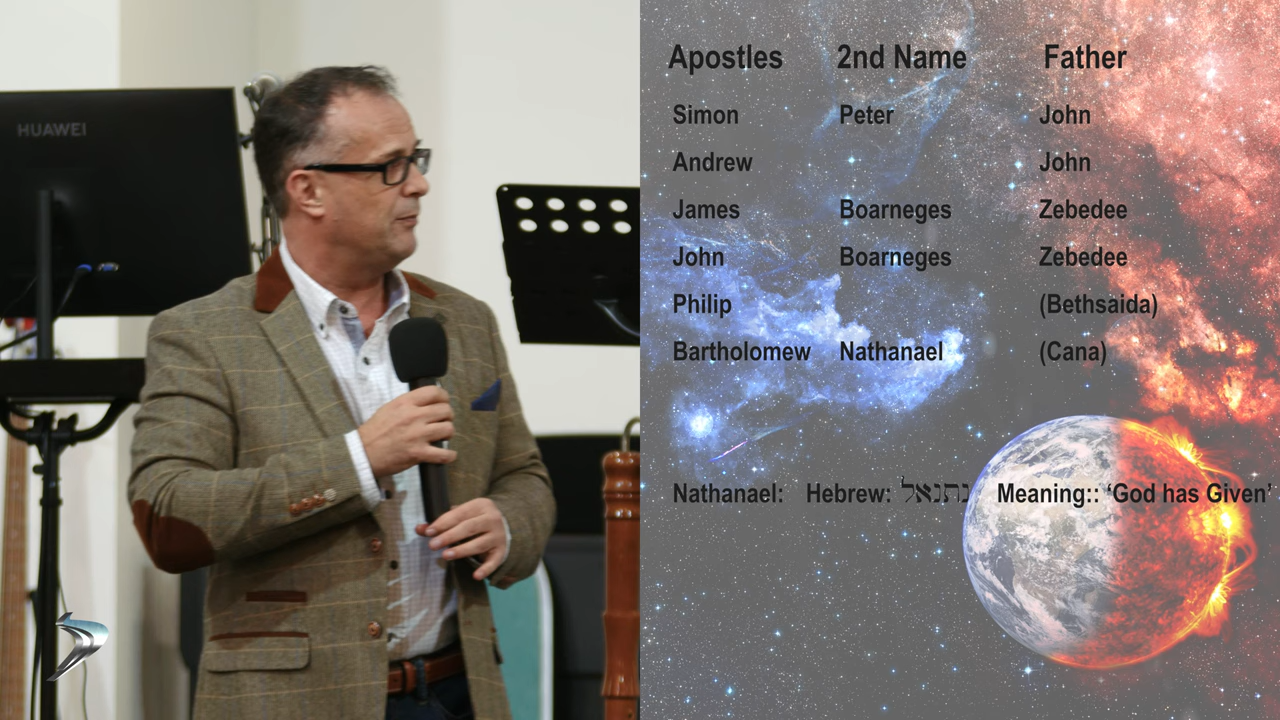 HUAWEI
Apostles 2nd Name Father
Simon Peter John
Andrew John
James Boarneges Zebedee
John Boarneges Zebedee
Philip (Bethsaida)
Bartholomew Nathanael (Cana)
Nathanael: Hebrew: נתנאל Meaning:: ‘God has Given’